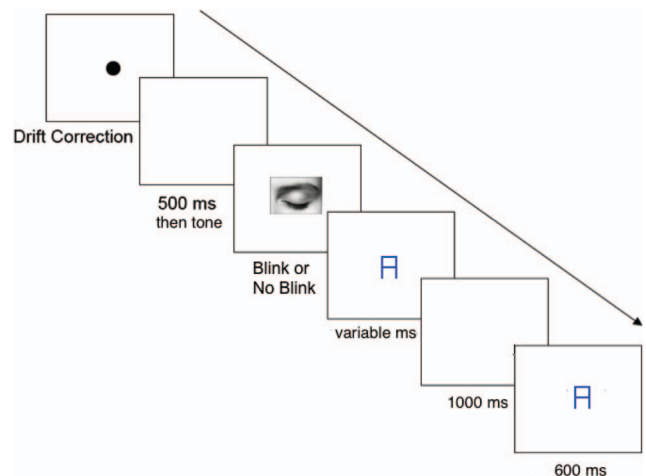 Drift Correction
500 ms
then tone
Blink or
No Blink
A
variable ms
1000 ms
A
600 ms